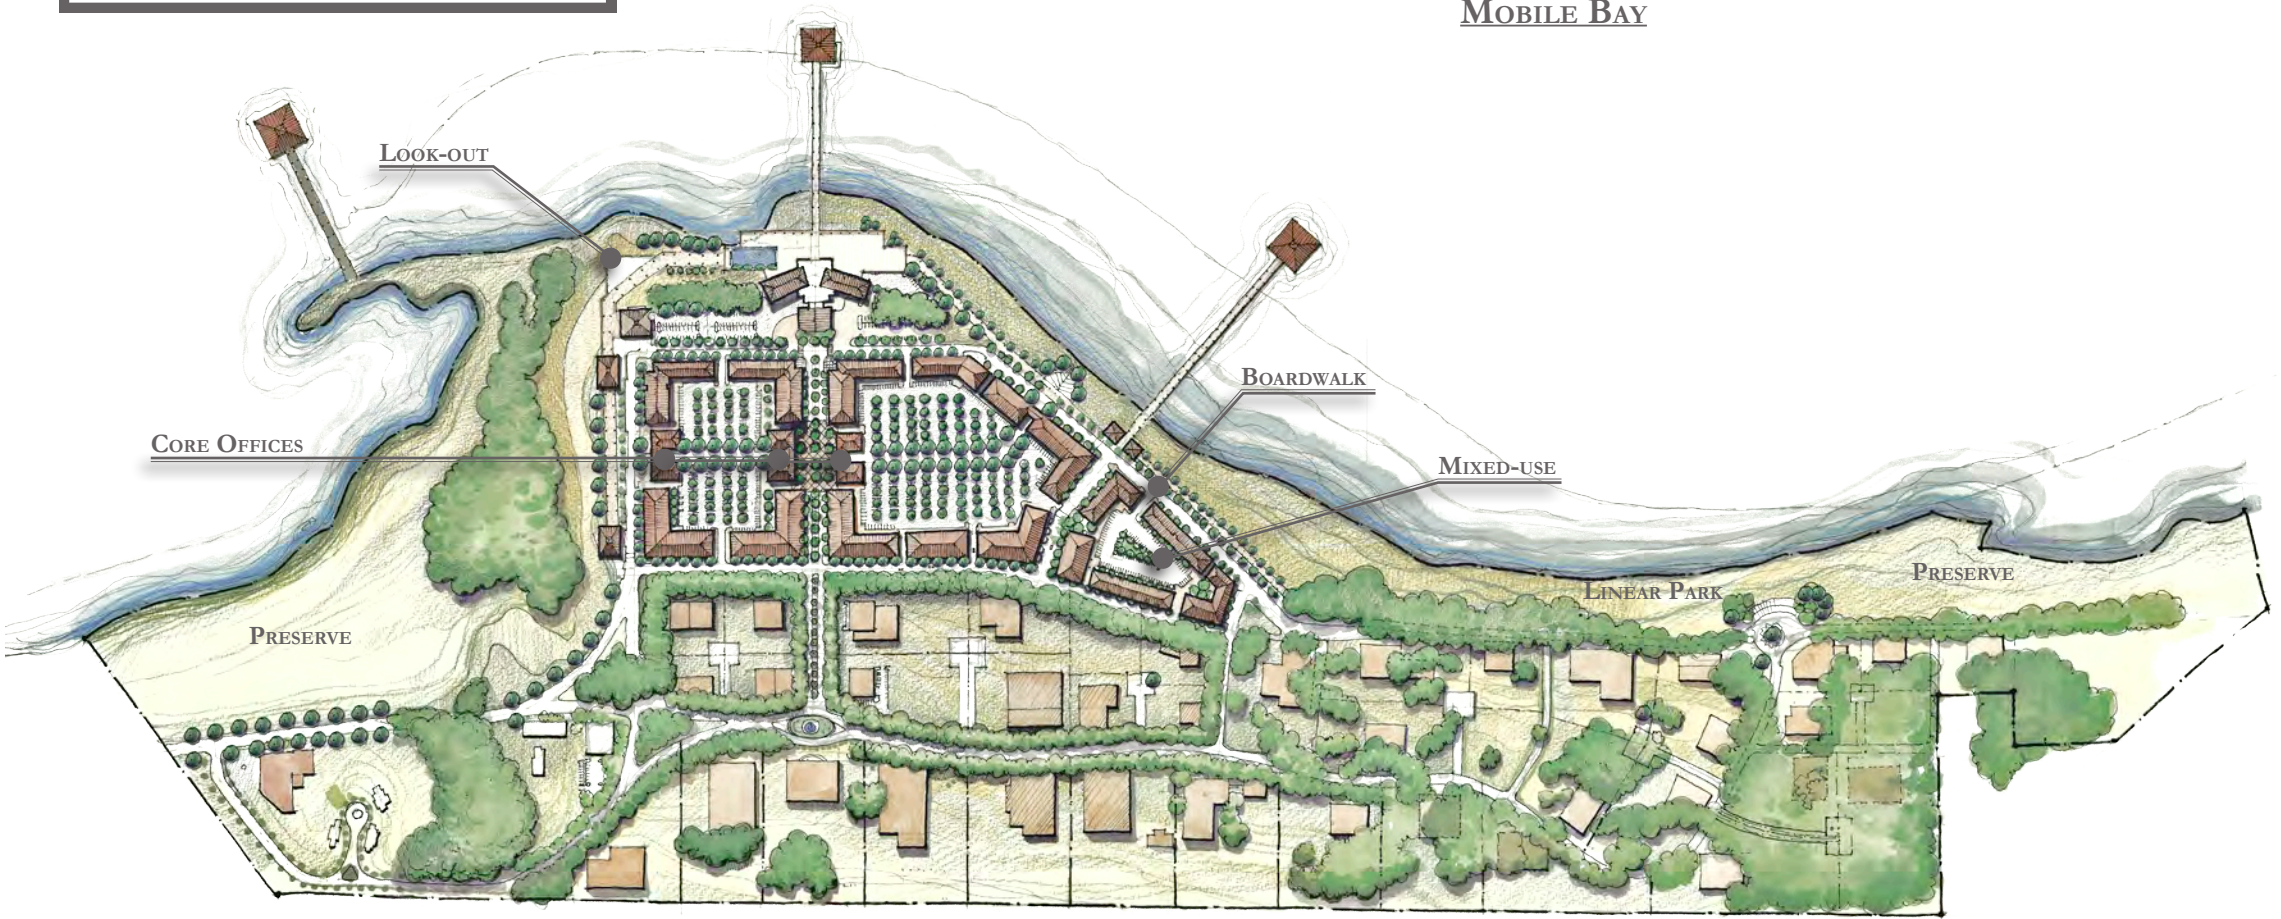 MOBILE BAY
LOOK-OUT
BOARDWALK
CORE OFFICES
MIXED-USE
PRESERVE
LINEAR PARK
PRESERVE